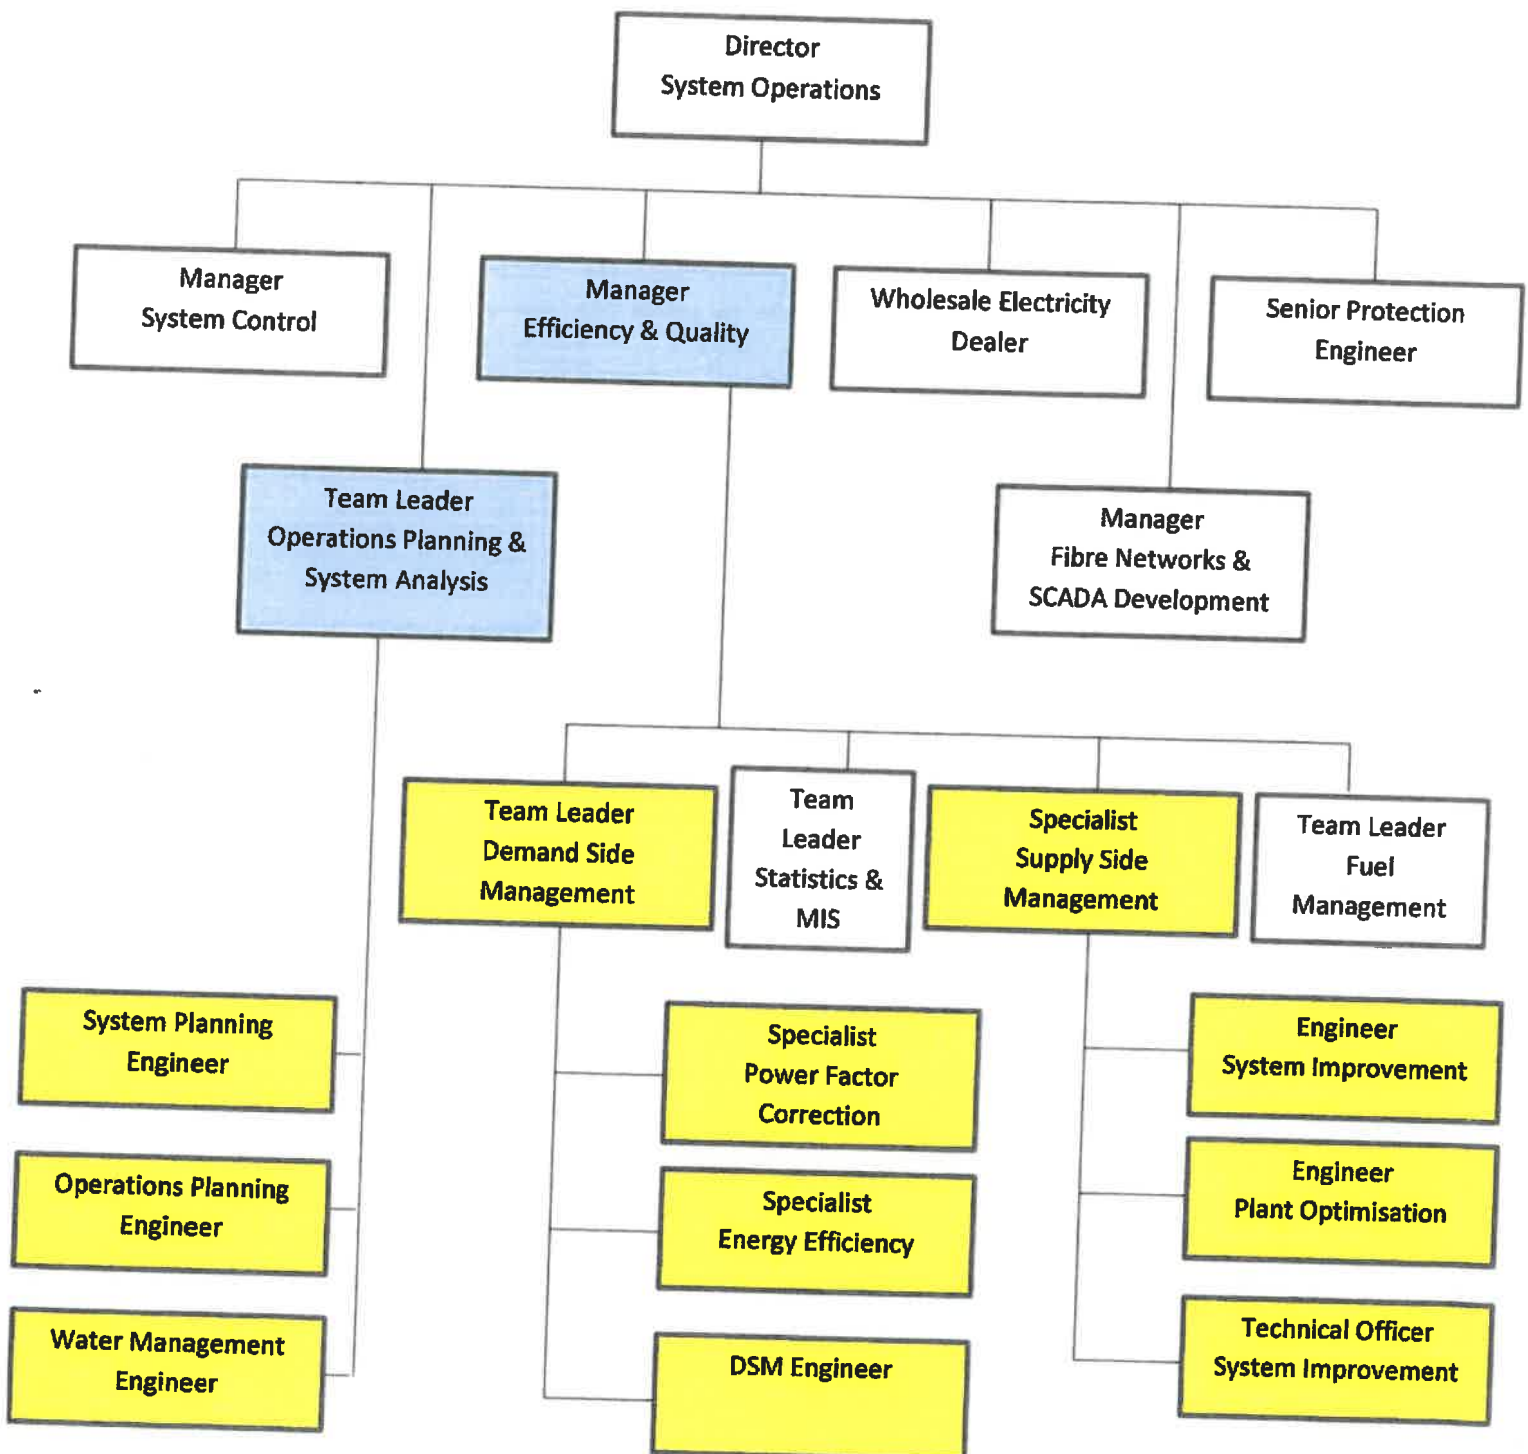 Director
System Operations
Manager
System Control
Manager
Efficiency & Quality
Wholesale Electricity
Dealer
Senior Protection
Engineer
Team Leader
Operations Planning &
System Analysis
Manager
Fibre Networks &
SCADA Development
Team Leader
Demand Side
Management
Team
Leader
Statistics &
MIS
Specialist
Supply Side
Management
Team Leader
Fuel
Management
System Planning
Engineer
Specialist
Power Factor
Correction
Engineer
System Improvement
Operations Planning
Engineer
Specialist
Energy Efficiency
Engineer
Plant Optimisation
Water Management
Engineer
DSM Engineer
Technical Officer
System Improvement